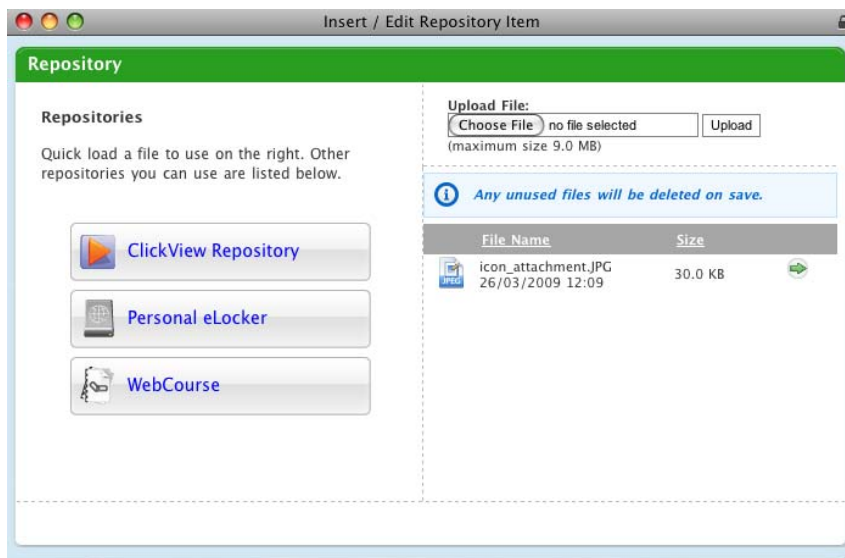 Insert / Edit Repository Item
Repository
Repositories
Quick load a file to use on the right. Other
repositories you can use are listed below.
ClickView Repository
Personal eLocker
WebCourse
Upload File:
Choose File no file selected Upload
(maximum size 9.0 MB)
Any unused files will be deleted on save.
File Name Size
JPEG icon_attachment.JPG 30.0 KB
26/03/2009 12:09